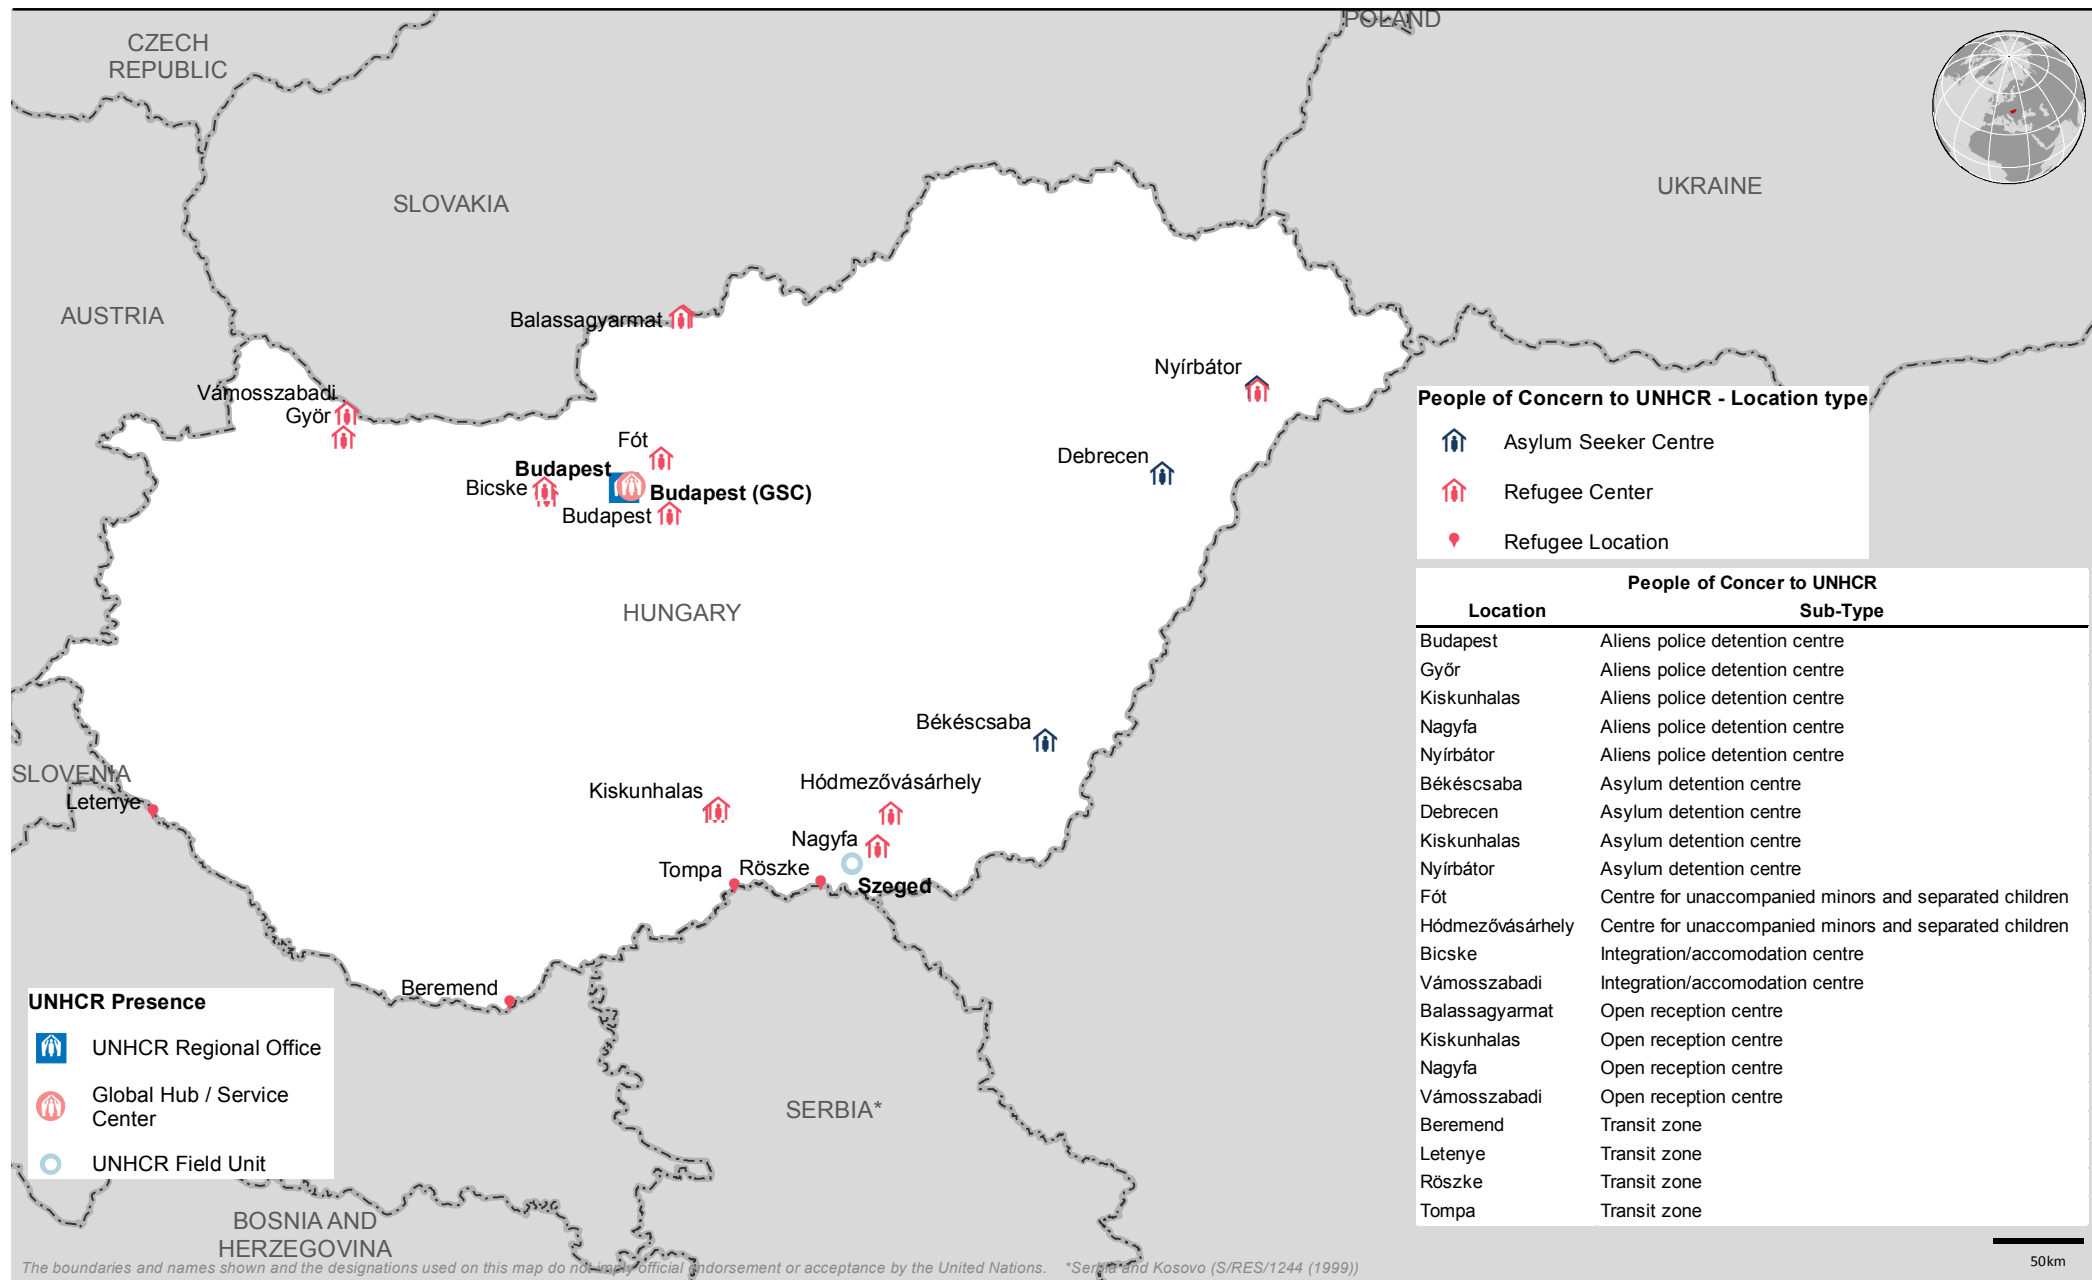 POLAND
CZECH
REPUBLIC
SLOVAKIA
UKRAINE
AUSTRIA
Balassagyarmat
Nyírbátor
Vámosszabadi
Györ
Fót
Debrecen
Budapest
Bicske
Budapest (GSC)
Budapest
HUNGARY
Békéscsaba
SLOVENIA
Letenye
Kiskunhalas
Hódmezővásárhely
Nagyfa
Tompa
Röszke
Szeged
Beremend
SERBIA*
BOSNIA AND
HERZEGOVINA
People of Concern to UNHCR - Location type
Asylum Seeker Centre
Refugee Center
Refugee Location
People of Concer to UNHCR
Location Sub-Type
Budapest Aliens police detention centre
Győr Aliens police detention centre
Kiskunhalas Aliens police detention centre
Nagyfa Aliens police detention centre
Nyírbátor Aliens police detention centre
Békéscsaba Asylum detention centre
Debrecen Asylum detention centre
Kiskunhalas Asylum detention centre
Nyírbátor Asylum detention centre
Fót Centre for unaccompanied minors and separated children
Hódmezővásárhely Centre for unaccompanied minors and separated children
Bicske Integration/accomodation centre
Vámosszabadi Integration/accomodation centre
Balassagyarmat Open reception centre
Kiskunhalas Open reception centre
Nagyfa Open reception centre
Vámosszabadi Open reception centre
Beremend Transit zone
Letenye Transit zone
Röszke Transit zone
Tompa Transit zone
UNHCR Presence
UNHCR Regional Office
Global Hub / Service
Center
UNHCR Field Unit
50km
The boundaries and names shown and the designations used on this map do not imply official endorsement or acceptance by the United Nations. *Serbia and Kosovo (S/RES/1244 (1999))